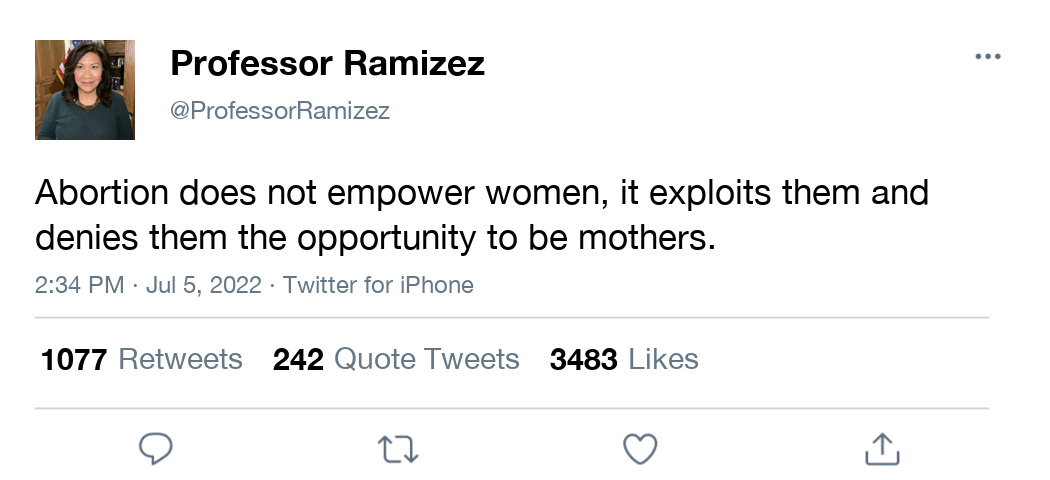 Professor Ramizez
@ProfessorRamizez
Abortion does not empower women, it exploits them and
denies them the opportunity to be mothers.
2:34 PM · Jul 5, 2022 · Twitter for iPhone
1077 Retweets 242 Quote Tweets 3483 Likes